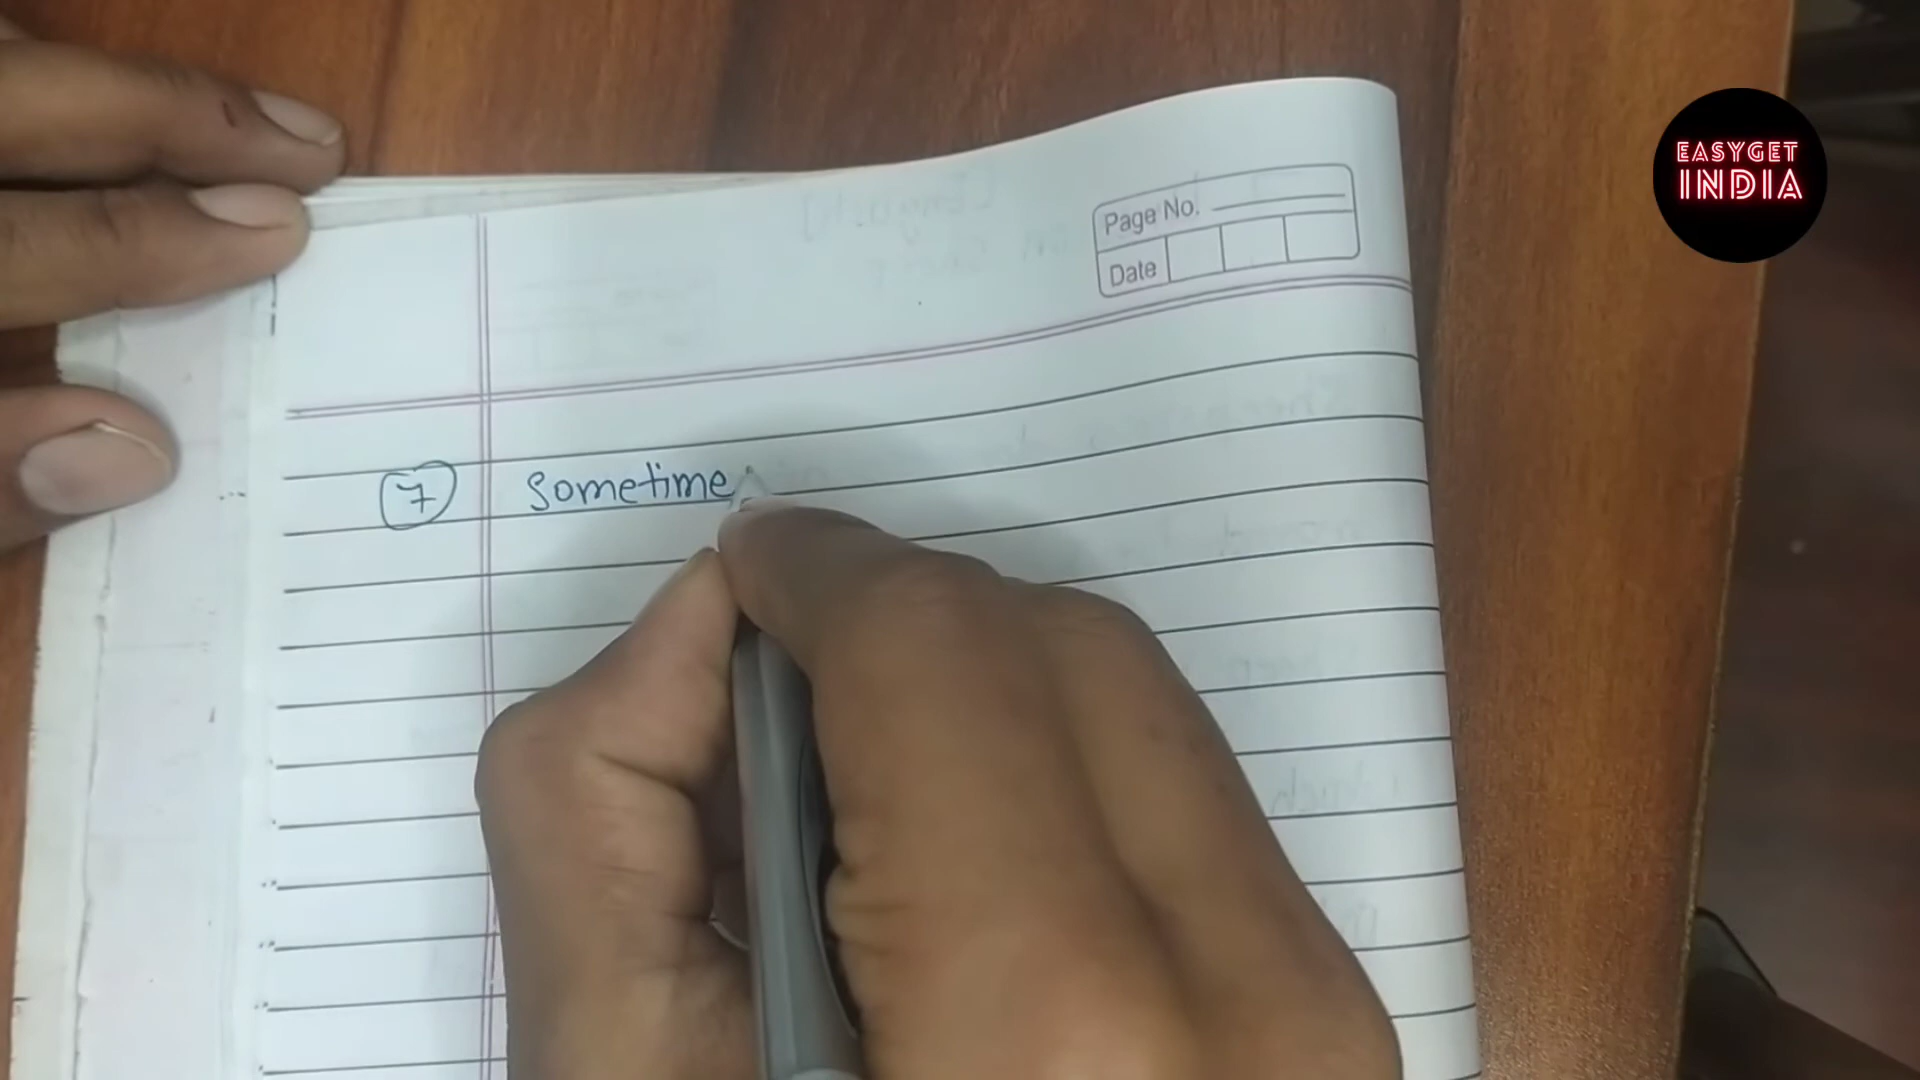 EASYGET
INDIA
Page No.
Date
7 Sometime